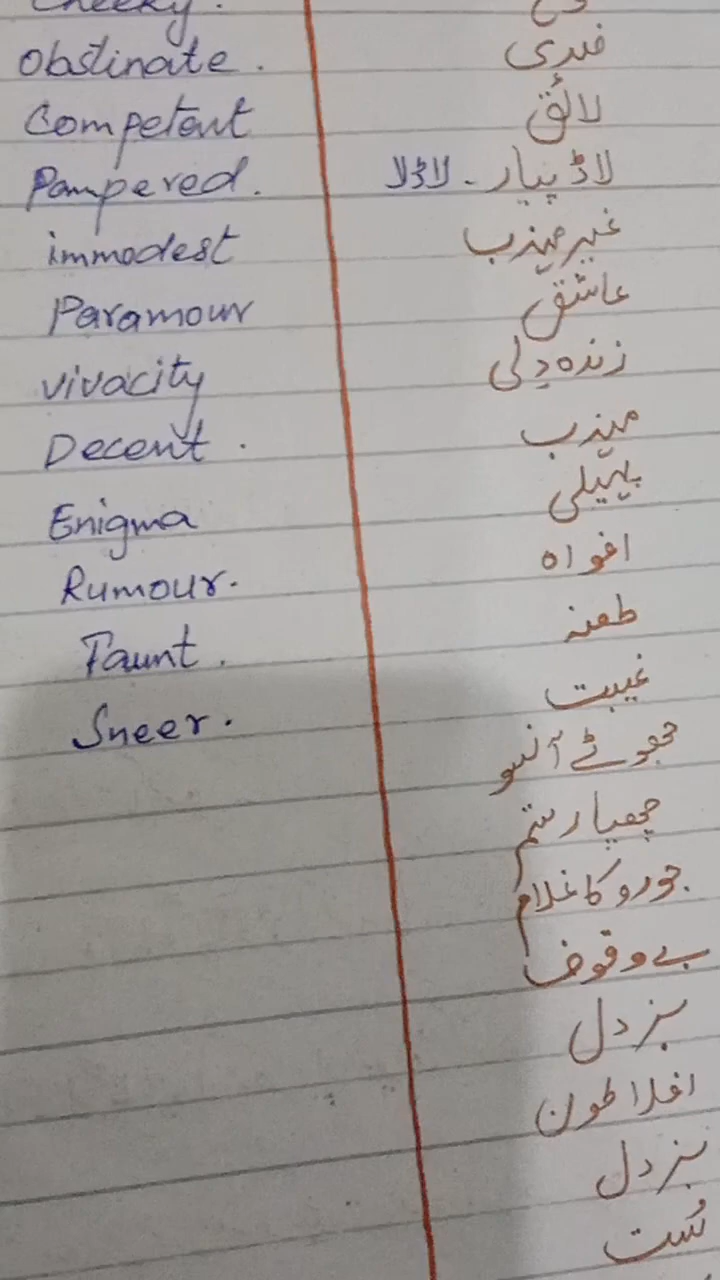 Cheeky.
Obstinate. ضدی
Competent لائق
Pampered. لاڈ پیار - لاڈلا
immodest غیر مہذب
Paramour عاشق
vivacity زندہ دلی
Decent. مہذب
Enigma پہیلی
Rumour. افواہ
Taunt. طعنہ
Sneer. غیبت
جھوٹے آنسو
چھپا رستم
جورو کا غلام
بے وقوف
بزدل
افلاطون
بزدل
سُست